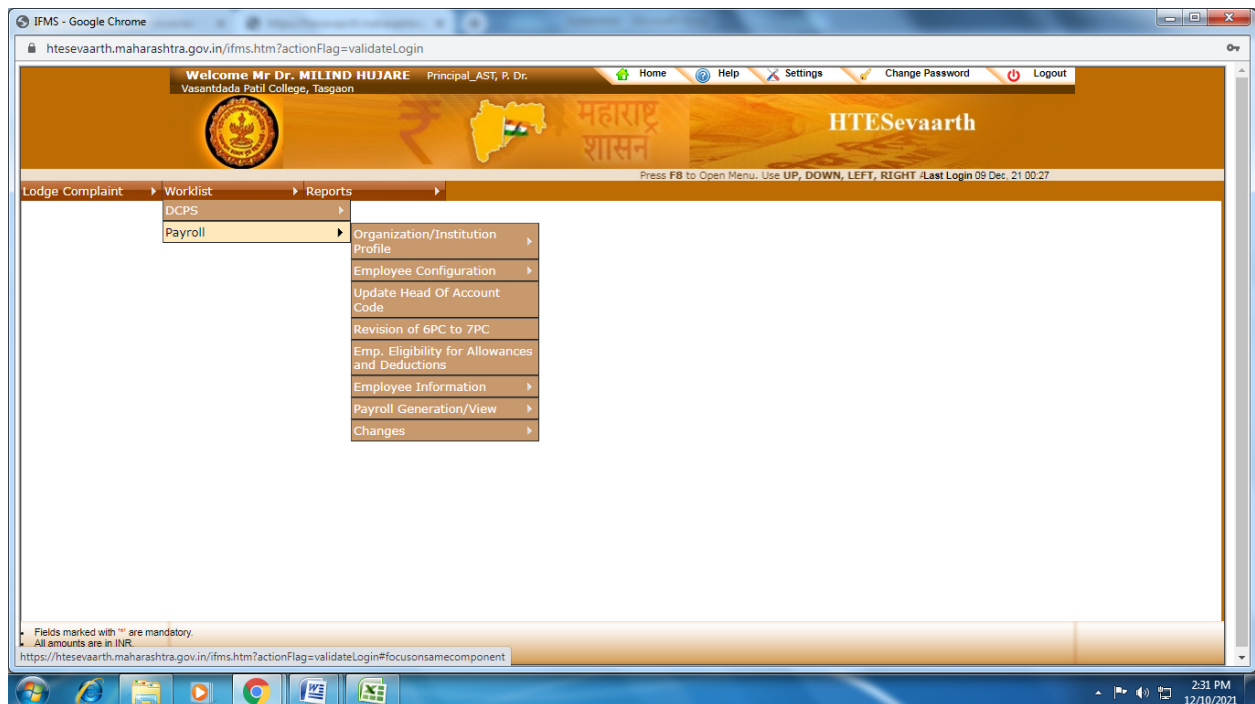 IFMS - Google Chrome
htesevaarth.maharashtra.gov.in/ifms.htm?actionFlag=validateLogin
Welcome Mr Dr. MILIND HUJARE Principal_AST, P. Dr.
Vasantdada Patil College, Tasgaon
Home Help Settings Change Password Logout
महाराष्ट्र
शासन
HTESevaarth
Press F8 to Open Menu. Use UP, DOWN, LEFT, RIGHT Last Login 09 Dec, 21 00:27
Lodge Complaint Worklist Reports
DCPS
Payroll
Organization/Institution
Profile
Employee Configuration
Update Head Of Account
Code
Revision of 6PC to 7PC
Emp. Eligibility for Allowances
and Deductions
Employee Information
Payroll Generation/View
Changes
Fields marked with '*' are mandatory.
All amounts are in INR.
https://htesevaarth.maharashtra.gov.in/ifms.htm?actionFlag=validateLogin#focusonsamecomponent
2:31 PM
12/10/2021